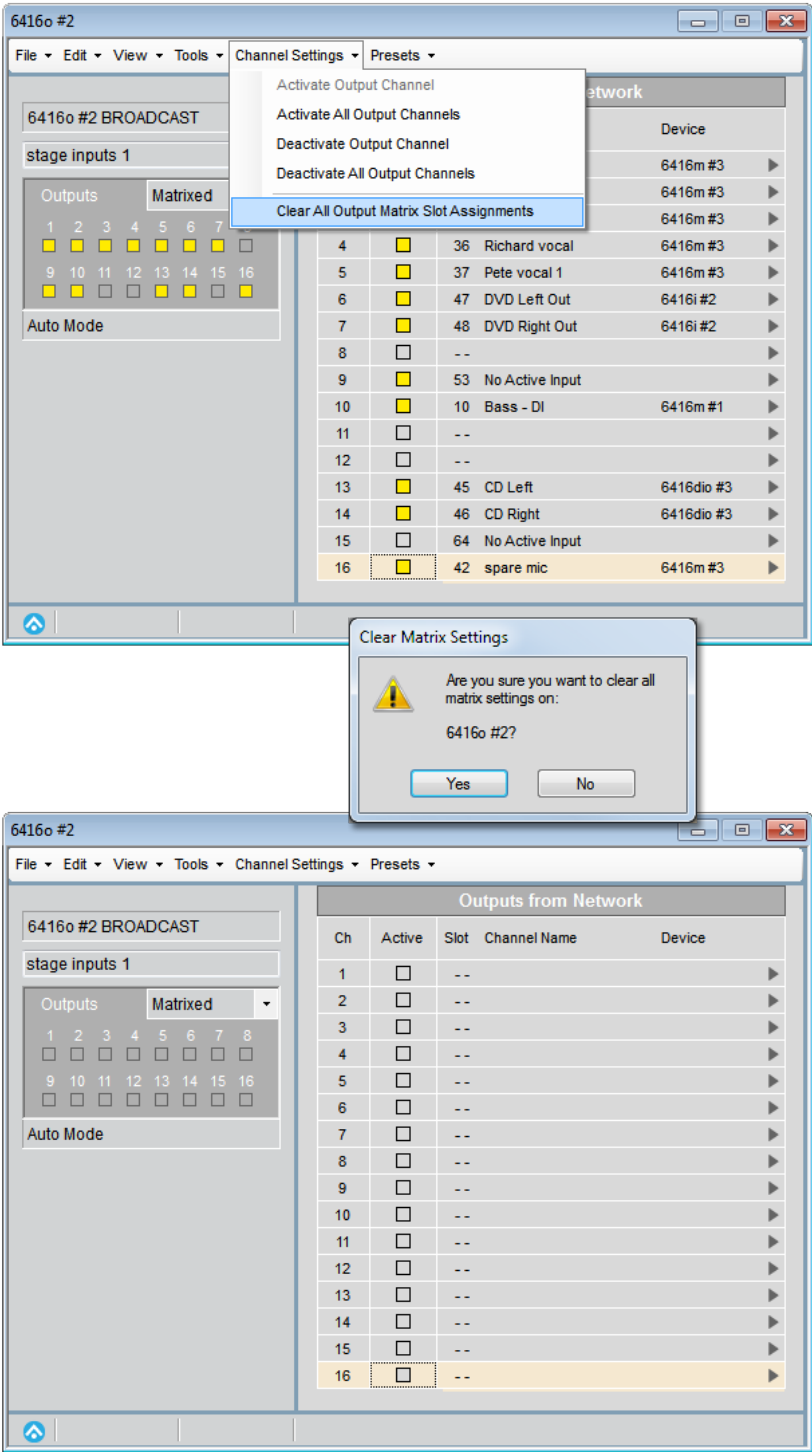 6416o #2
File Edit View Tools Channel Settings Presets
Activate Output Channel
Activate All Output Channels
Deactivate Output Channel
Deactivate All Output Channels
Clear All Output Matrix Slot Assignments
etwork
6416o #2 BROADCAST
Device
stage inputs 1
6416m #3
Outputs Matrixed
6416m #3
1 2 3 4 5 6 7
6416m #3
4 36 Richard vocal 6416m #3
9 10 11 12 13 14 15 16
5 37 Pete vocal 1 6416m #3
6 47 DVD Left Out 6416i #2
Auto Mode
7 48 DVD Right Out 6416i #2
8 --
9 53 No Active Input
10 10 Bass - DI 6416m #1
11 --
12 --
13 45 CD Left 6416dio #3
14 46 CD Right 6416dio #3
15 64 No Active Input
16 42 spare mic 6416m #3
Clear Matrix Settings
Are you sure you want to clear all
matrix settings on:
6416o #2?
Yes No
6416o #2
File Edit View Tools Channel Settings Presets
Outputs from Network
6416o #2 BROADCAST
Ch Active Slot Channel Name Device
stage inputs 1
1 --
Outputs Matrixed
2 --
1 2 3 4 5 6 7 8
3 --
4 --
9 10 11 12 13 14 15 16
5 --
6 --
Auto Mode
7 --
8 --
9 --
10 --
11 --
12 --
13 --
14 --
15 --
16 --